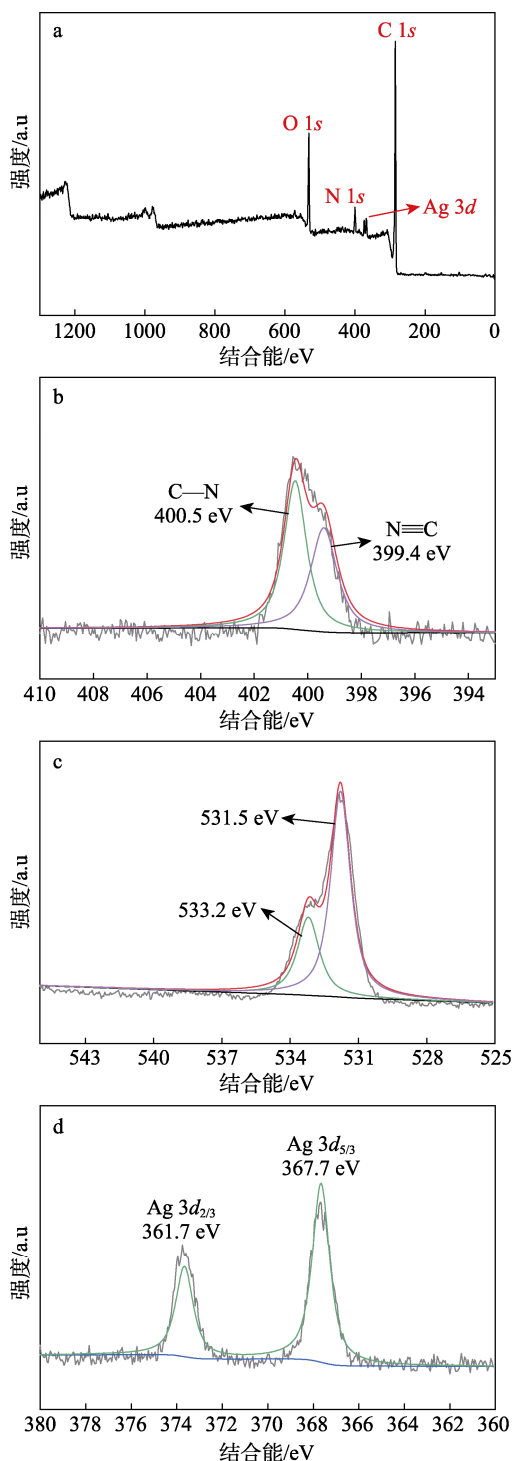 a
C 1s
O 1s
N 1s
Ag 3d
强度/a.u
1200 1000 800 600 400 200 0
结合能/eV
b
C—N
400.5 eV
N≡C
399.4 eV
强度/a.u
410 408 406 404 402 400 398 396 394
结合能/eV
c
531.5 eV
533.2 eV
强度/a.u
543 540 537 534 531 528 525
结合能/eV
d
Ag 3d5/3
367.7 eV
Ag 3d2/3
361.7 eV
强度/a.u
380 378 376 374 372 370 368 366 364 362 360
结合能/eV